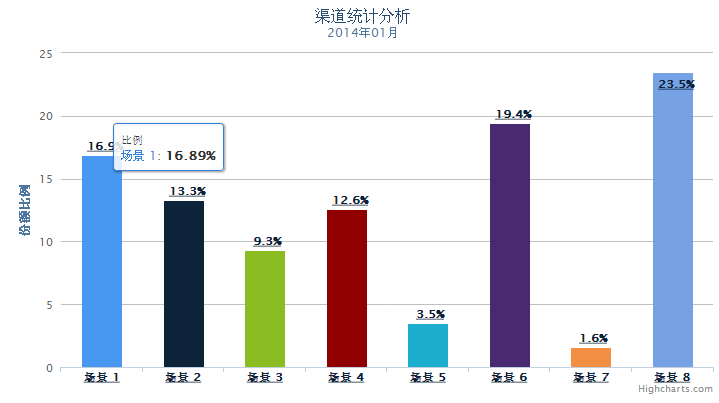 渠道统计分析
2014年01月
份额比例
25
20
15
10
5
0
16.9%
13.3%
9.3%
12.6%
3.5%
19.4%
1.6%
23.5%
比例
场景 1: 16.89%
场景 1
场景 2
场景 3
场景 4
场景 5
场景 6
场景 7
场景 8
Highcharts.com